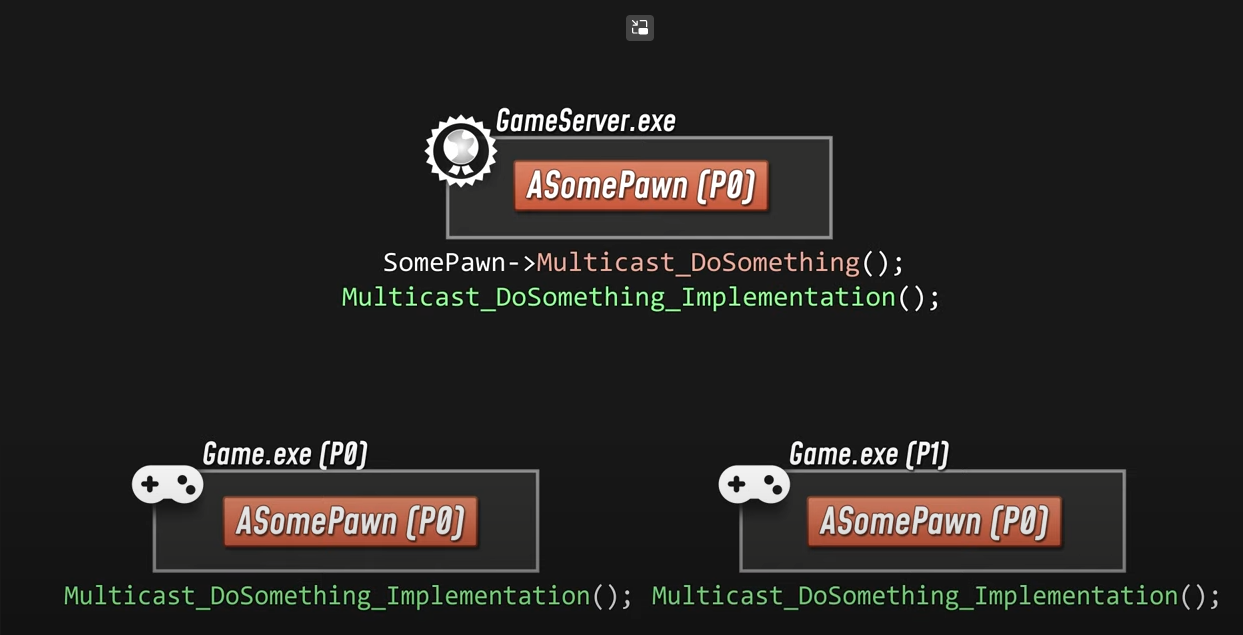 GameServer.exe
ASomePawn (P0)
SomePawn->Multicast_DoSomething();
Multicast_DoSomething_Implementation();
Game.exe (P0)
ASomePawn (P0)
Multicast_DoSomething_Implementation();
Game.exe (P1)
ASomePawn (P0)
Multicast_DoSomething_Implementation();